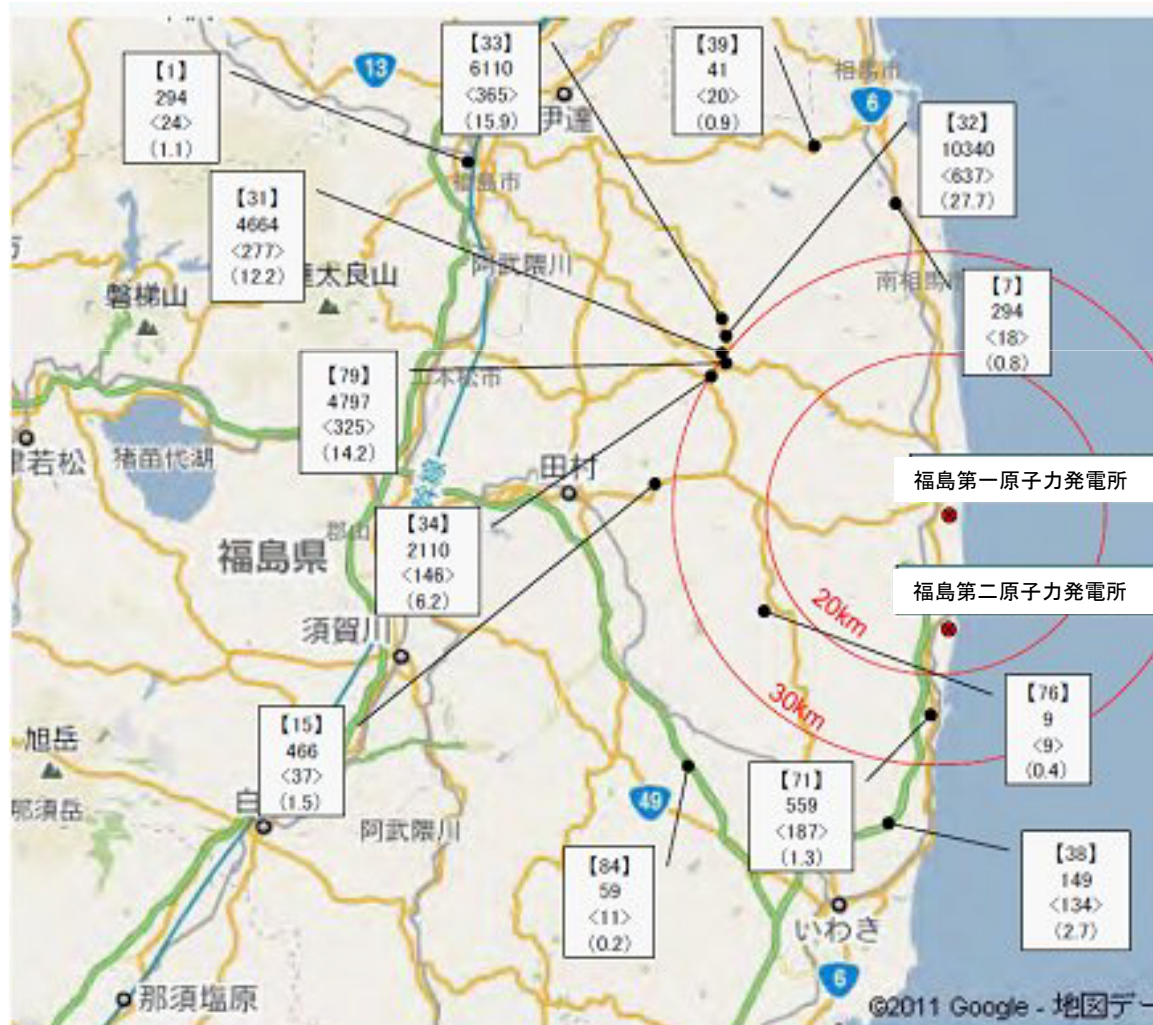 【33】
6110
<365>
(15.9)
【39】
41
<20>
(0.9)
【1】
294
<24>
(1.1)
13
相馬市
6
【32】
10340
<637>
(27.7)
伊達
福島市
【31】
4664
<277>
(12.2)
阿武隈川
南相馬
【7】
294
<18>
(0.8)
磐梯山
太良山
【79】
4797
<325>
(14.2)
二本松市
猪苗代湖
津若松
田村
福島第一原子力発電所
幹線
【34】
2110
<146>
(6.2)
郡山
福島県
福島第二原子力発電所
20km
須賀川
30km
【76】
9
<9>
(0.4)
【15】
466
<37>
(1.5)
旭岳
那須岳
白
49
【71】
559
<187>
(1.3)
阿武隈川
【84】
59
<11>
(0.2)
【38】
149
<134>
(2.7)
いわき
6
那須塩原
©2011 Google - 地図デー